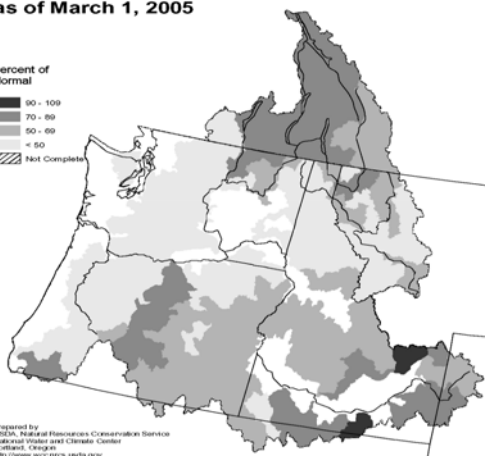 as of March 1, 2005
ercent of
ormal
90 - 109
70 - 89
50 - 69
< 50
Not Complete
repared by
SDA, Natural Resources Conservation Service
ational Water and Climate Center
ortland, Oregon